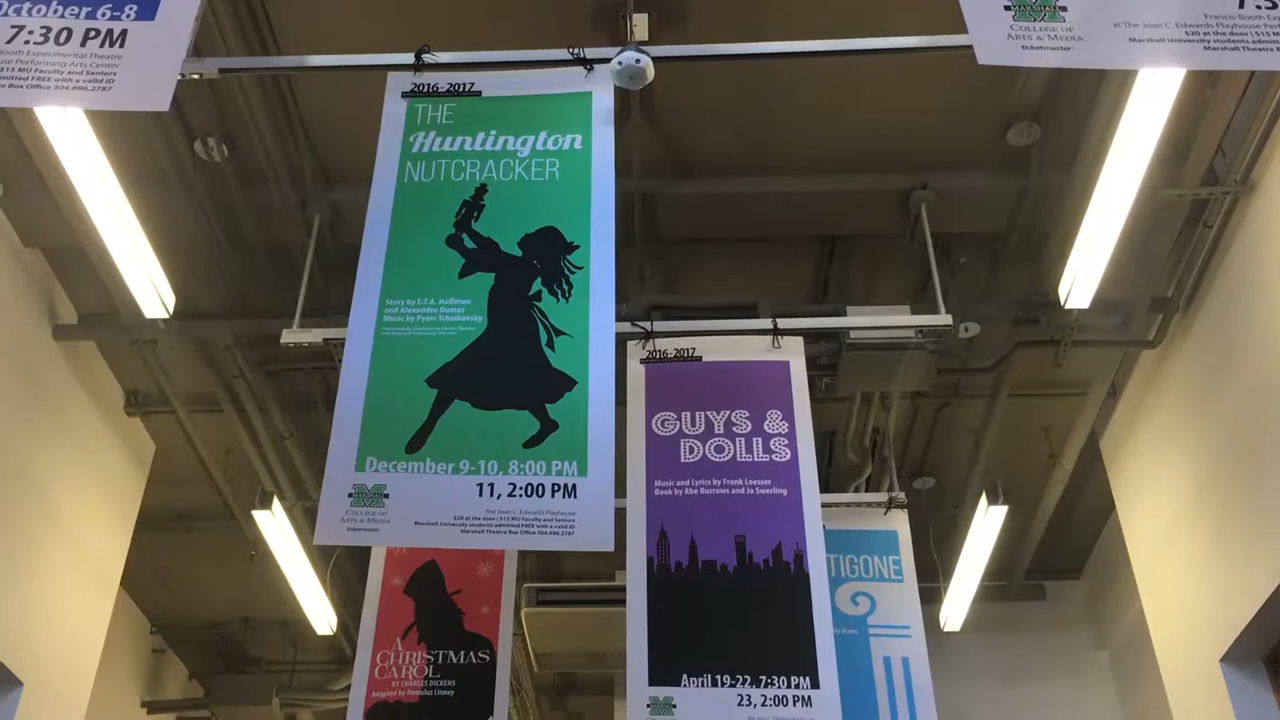 October 6-8
7:30 PM
Booth Experimental Theatre
Performing Arts Center
$15 MU Faculty and Seniors
admitted FREE with a valid ID
Box Office 304.696.2787
MARSHALL
COLLEGE OF
ARTS & MEDIA
ticketmaster
7:3
Francis-Booth
at The Joan C. Edwards Playhouse
$20 at the door | $15 MU Faculty
Marshall University students admitted
Marshall Theatre
2016-2017
THE
Huntington
NUTCRACKER
Story by E.T.A. Hoffman
and Alexandre Dumas
Music by Pyotr Tchaikovsky
December 9-10, 8:00 PM
11, 2:00 PM
MARSHALL
COLLEGE OF
ARTS & MEDIA
ticketmaster
The Joan C. Edwards Playhouse
$20 at the door | $15 MU Faculty and Seniors
Marshall University students admitted FREE with a valid ID
Marshall Theatre Box Office 304.696.2787
2016-2017
GUYS &
DOLLS
Music and Lyrics by Frank Loesser
Book by Abe Burrows and Jo Swerling
April 19-22, 7:30 PM
23, 2:00 PM
A
CHRISTMAS
CAROL
BY CHARLES DICKENS
Adapted by Romulus Linney
TIGONE